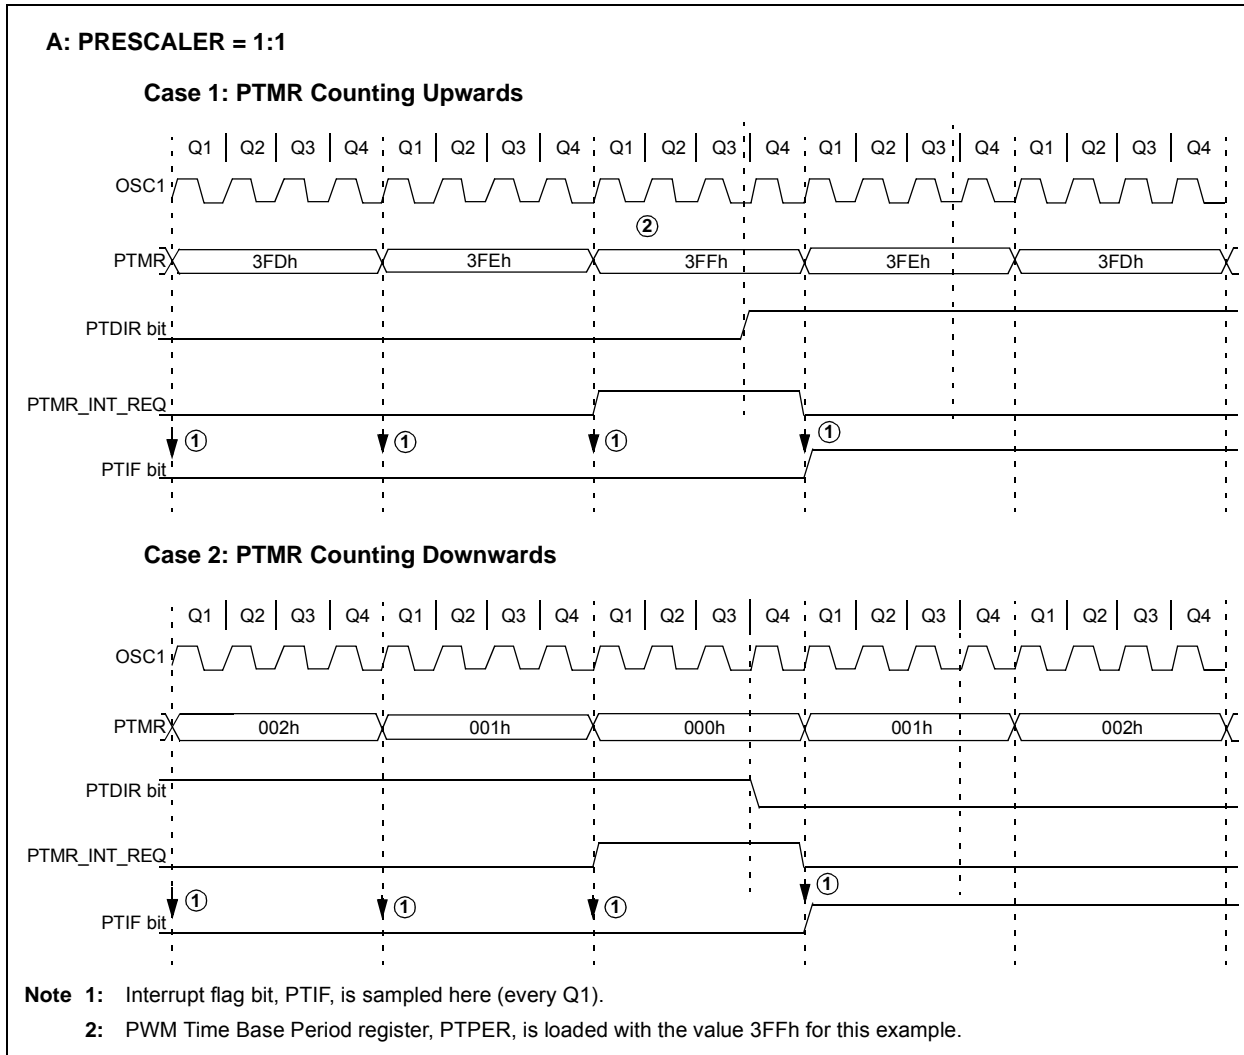 A: PRESCALER = 1:1
Case 1: PTMR Counting Upwards
Q1 Q2 Q3 Q4 Q1 Q2 Q3 Q4 Q1 Q2 Q3 Q4 Q1 Q2 Q3 Q4 Q1 Q2 Q3 Q4
OSC1
2
PTMR 3FDh 3FEh 3FFh 3FEh 3FDh
PTDIR bit
PTMR_INT_REQ
1 1 1 1
PTIF bit
Case 2: PTMR Counting Downwards
Q1 Q2 Q3 Q4 Q1 Q2 Q3 Q4 Q1 Q2 Q3 Q4 Q1 Q2 Q3 Q4 Q1 Q2 Q3 Q4
OSC1
PTMR 002h 001h 000h 001h 002h
PTDIR bit
PTMR_INT_REQ
1 1 1 1
PTIF bit
Note 1: Interrupt flag bit, PTIF, is sampled here (every Q1).
2: PWM Time Base Period register, PTPER, is loaded with the value 3FFh for this example.